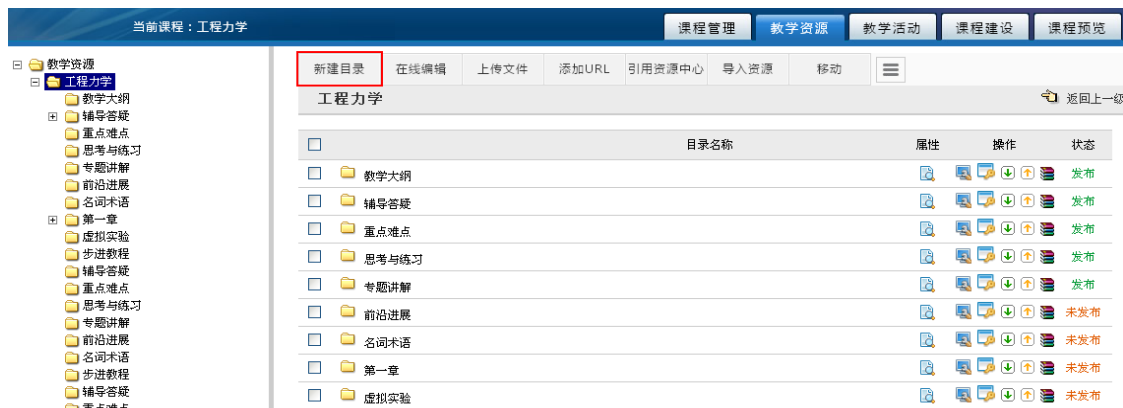 当前课程：工程力学
课程管理 教学资源 教学活动 课程建设 课程预览
教学资源
工程力学
教学大纲
辅导答疑
重点难点
思考与练习
专题讲解
前沿进展
名词术语
第一章
虚拟实验
步进教程
辅导答疑
重点难点
思考与练习
专题讲解
前沿进展
名词术语
步进教程
辅导答疑
新建目录 在线编辑 上传文件 添加URL 引用资源中心 导入资源 移动
工程力学 返回上一级
目录名称 属性 操作 状态
教学大纲 发布
辅导答疑 发布
重点难点 发布
思考与练习 发布
专题讲解 发布
前沿进展 未发布
名词术语 未发布
第一章 未发布
虚拟实验 未发布